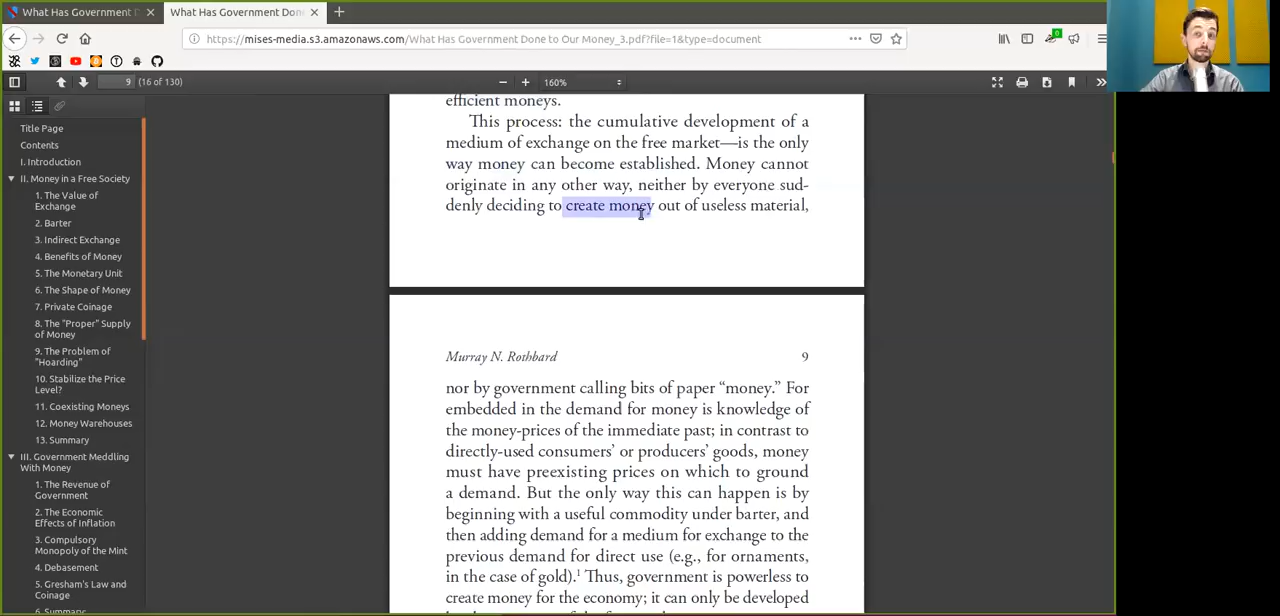 What Has Government
What Has Government Don
https://mises-media.s3.amazonaws.com/What Has Government Done to Our Money_3.pdf?file=1&type=document
0
9
(16 of 130)
160%
Title Page
Contents
I. Introduction
II. Money in a Free Society
1. The Value of
Exchange
2. Barter
3. Indirect Exchange
4. Benefits of Money
5. The Monetary Unit
6. The Shape of Money
7. Private Coinage
8. The "Proper" Supply
of Money
9. The Problem of
"Hoarding"
10. Stabilize the Price
Level?
11. Coexisting Moneys
12. Money Warehouses
13. Summary
III. Government Meddling
With Money
1. The Revenue of
Government
2. The Economic
Effects of Inflation
3. Compulsory
Monopoly of the Mint
4. Debasement
5. Gresham's Law and
Coinage
6. Summary
efficient moneys.
This process: the cumulative development of a
medium of exchange on the free market—is the only
way money can become established. Money cannot
originate in any other way, neither by everyone sud-
denly deciding to create money out of useless material,
Murray N. Rothbard
9
nor by government calling bits of paper “money.” For
embedded in the demand for money is knowledge of
the money-prices of the immediate past; in contrast to
directly-used consumers’ or producers’ goods, money
must have preexisting prices on which to ground
a demand. But the only way this can happen is by
beginning with a useful commodity under barter, and
then adding demand for a medium for exchange to the
previous demand for direct use (e.g., for ornaments,
in the case of gold).¹ Thus, government is powerless to
create money for the economy; it can only be developed